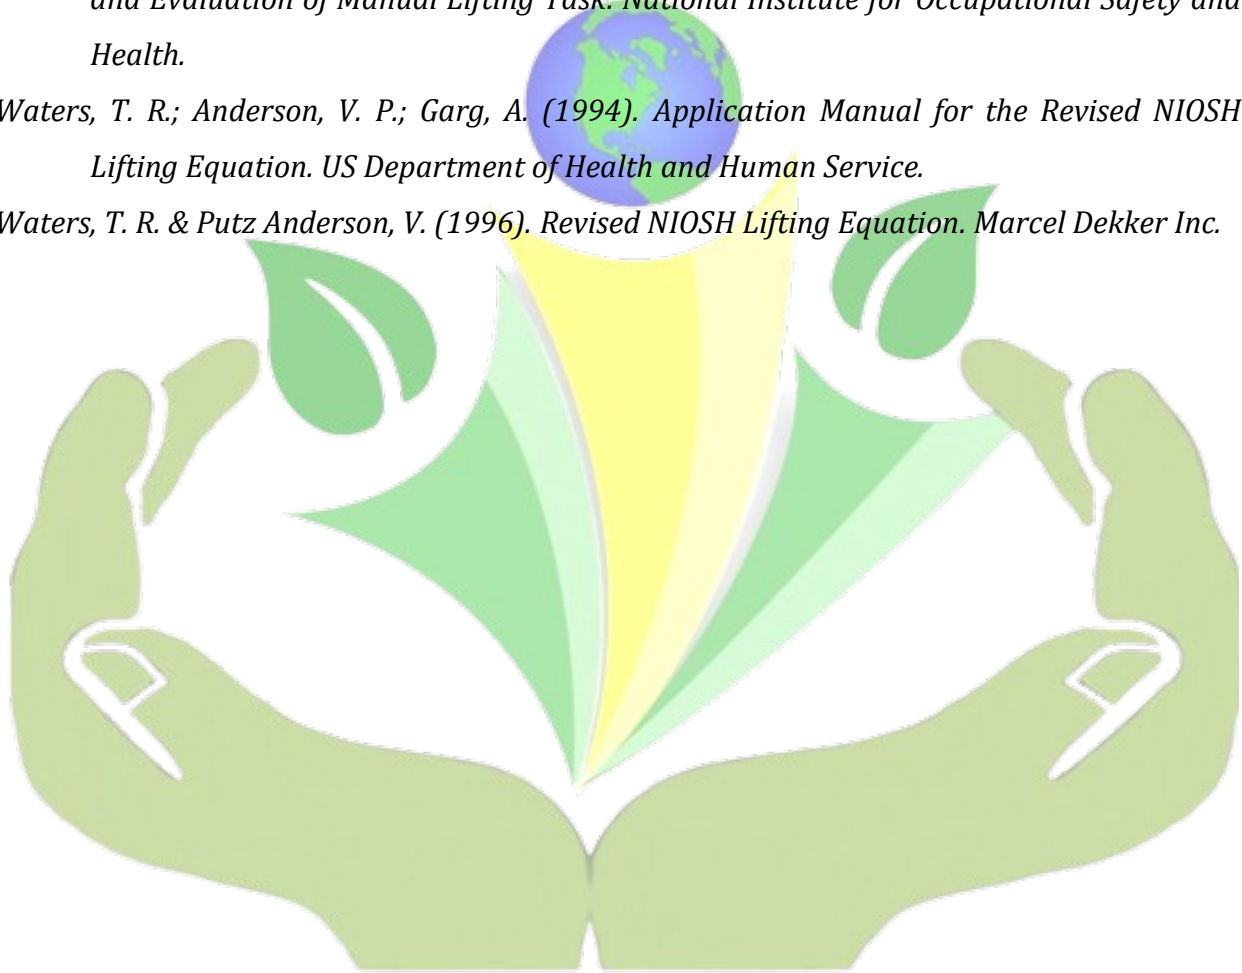 and Evaluation of Manual Lifting Task. National Institute for Occupational Safety and
Health.
Waters, T. R.; Anderson, V. P.; Garg, A. (1994). Application Manual for the Revised NIOSH
Lifting Equation. US Department of Health and Human Service.
Waters, T. R. & Putz Anderson, V. (1996). Revised NIOSH Lifting Equation. Marcel Dekker Inc.